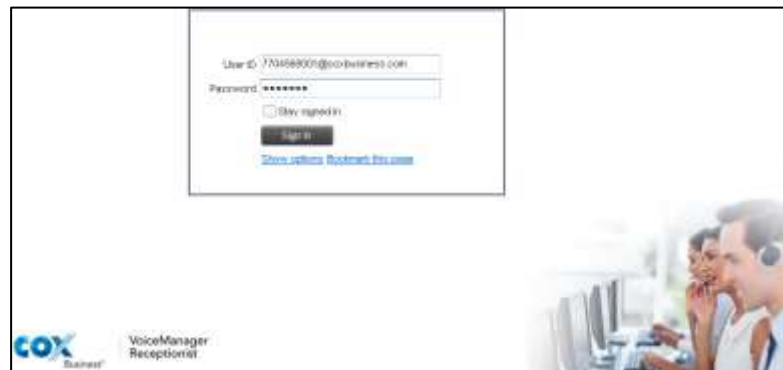 User ID 7704569001@coxbusiness.com
Password •••••••
Stay signed in
Sign In
Show options Bookmark this page
COX Business® VoiceManager
Receptionist